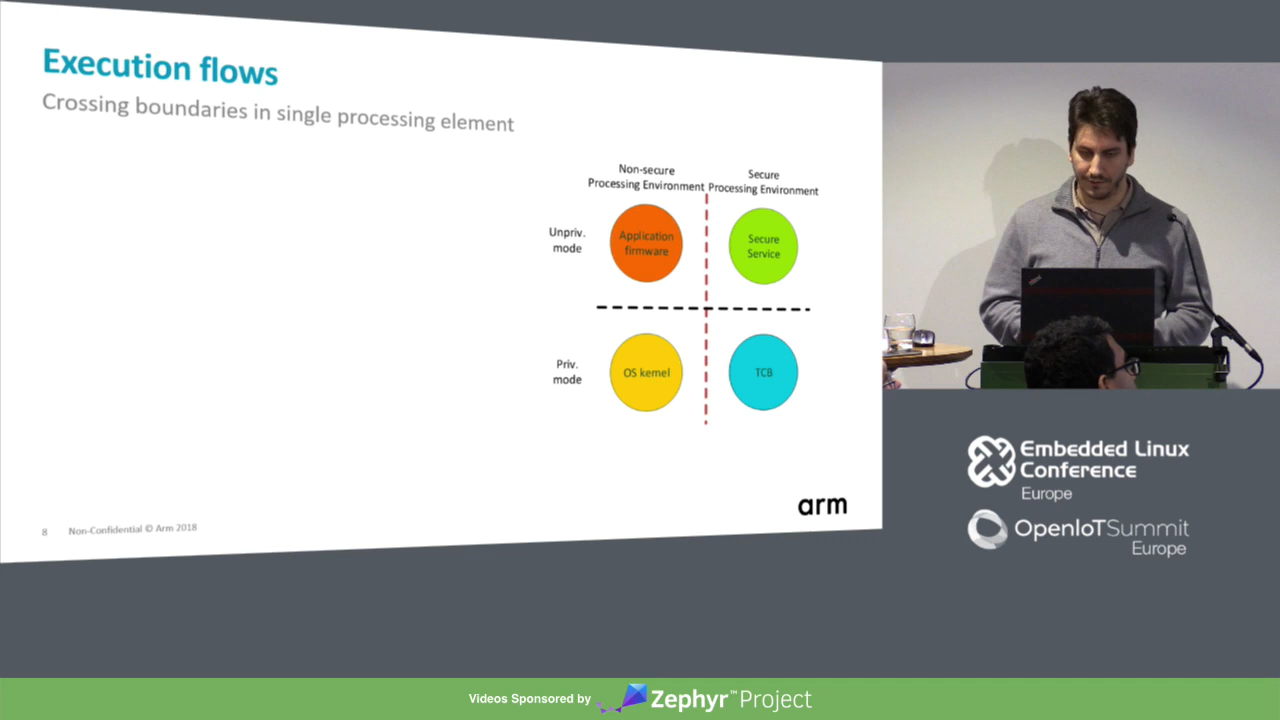 Execution flows
Crossing boundaries in single processing element
Non-secure
Processing Environment
Secure
Processing Environment
Unpriv.
mode
Application
firmware
Secure
Service
Priv.
mode
OS kernel
TCB
arm
8 Non-Confidential © Arm 2018
Embedded Linux
Conference
Europe
OpenIoTSummit
Europe
Videos Sponsored by Zephyr™Project